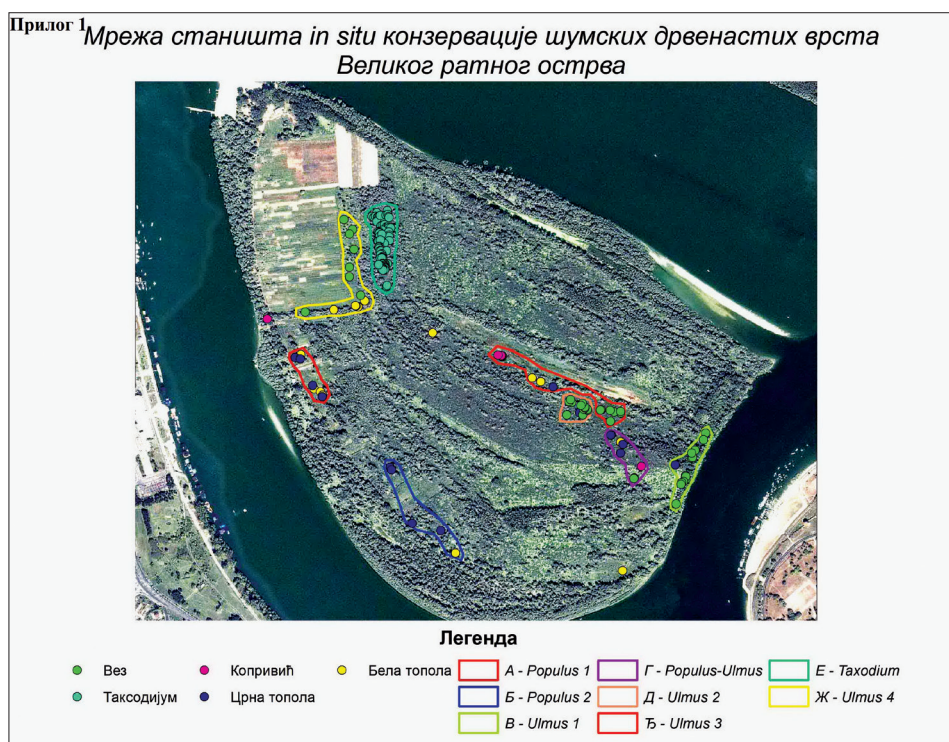 Прилог 1
Мрежа станишта in situ конзервације шумских дрвенастих врста
Великог ратног острва
Легенда
Вез
Копривић
Бела топола
Таксодијум
Црна топола
А - Populus 1
Б - Populus 2
В - Ulmus 1
Г - Populus-Ulmus
Д - Ulmus 2
Ђ - Ulmus 3
Е - Taxodium
Ж - Ulmus 4